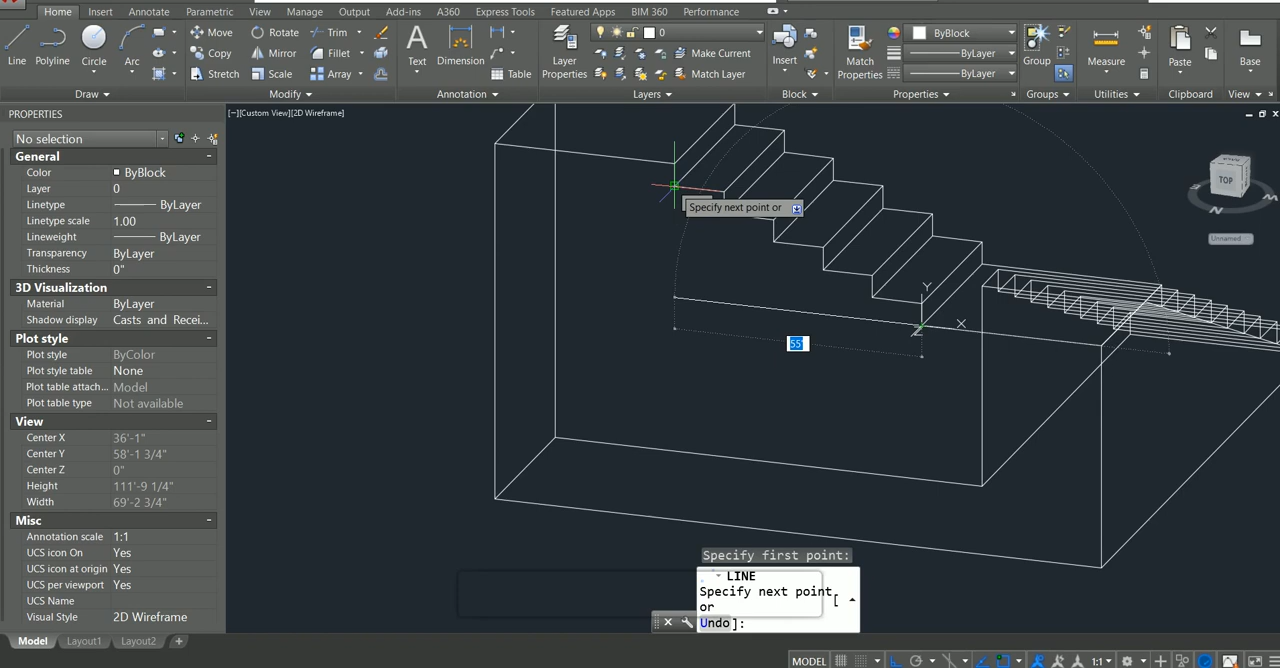 Home Insert Annotate Parametric View Manage Output Add-ins A360 Express Tools Featured Apps BIM 360 Performance
Line Polyline Circle Arc
Move Rotate Trim
Copy Mirror Fillet
Stretch Scale Array
Text Dimension Table
Layer Properties
0
Make Current
Match Layer
Insert
Match Properties
ByBlock
ByLayer
ByLayer
Group Measure Paste Base
Draw Modify Annotation Layers Block Properties Groups Utilities Clipboard View
PROPERTIES
No selection
General
Color ByBlock
Layer 0
Linetype ByLayer
Linetype scale 1.00
Lineweight ByLayer
Transparency ByLayer
Thickness 0"
3D Visualization
Material ByLayer
Shadow display Casts and Recei...
Plot style
Plot style ByColor
Plot style table None
Plot table attach... Model
Plot table type Not available
View
Center X 36'-1"
Center Y 58'-1 3/4"
Center Z 0"
Height 111'-9 1/4"
Width 69'-2 3/4"
Misc
Annotation scale 1:1
UCS icon On Yes
UCS icon at origin Yes
UCS per viewport Yes
UCS Name
Visual Style 2D Wireframe
[−][Custom View][2D Wireframe]
TOP
N
Unnamed
Specify next point or
Y
X
Z
Specify first point:
LINE
Specify next point or [Undo]:
Model Layout1 Layout2 +
MODEL 1:1